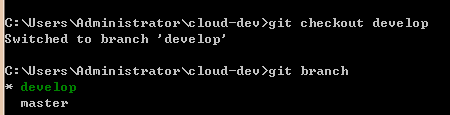 C:\Users\Administrator\cloud-dev>git checkout develop
Switched to branch 'develop'
C:\Users\Administrator\cloud-dev>git branch
* develop
master